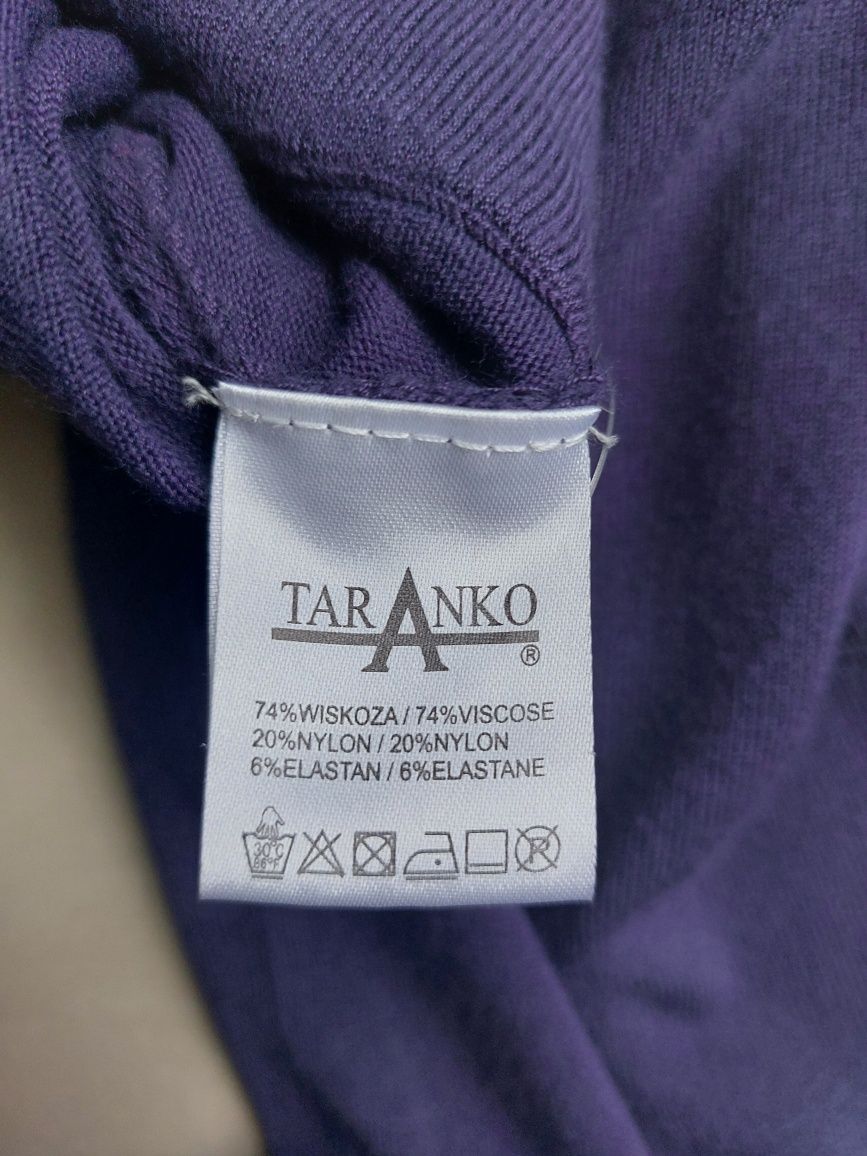 TARANKO
®
74%WISKOZA / 74%VISCOSE
20%NYLON / 20%NYLON
6%ELASTAN / 6%ELASTANE
30°C
86°F
R